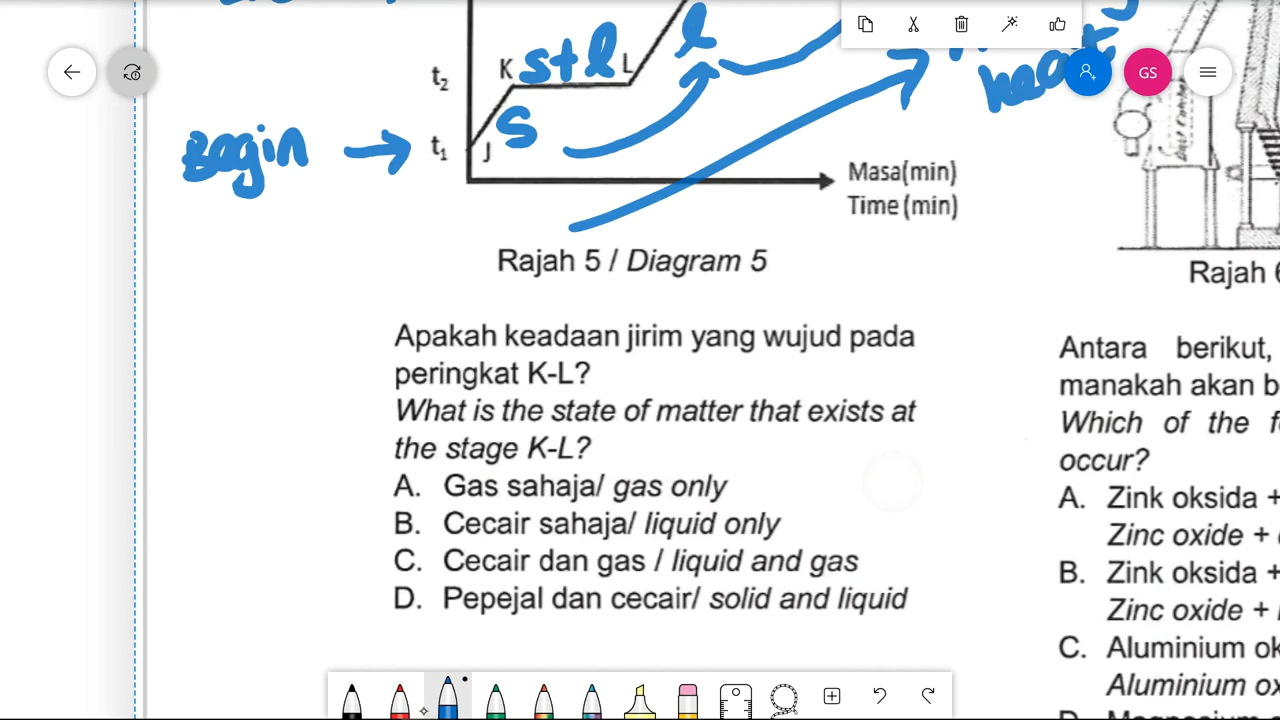 K s+l L l
t₂
s
Begin → t₁ J
Masa(min)
Time (min)
Rajah 5 / Diagram 5
Apakah keadaan jirim yang wujud pada
peringkat K-L?
What is the state of matter that exists at
the stage K-L?
A. Gas sahaja/ gas only
B. Cecair sahaja/ liquid only
C. Cecair dan gas / liquid and gas
D. Pepejal dan cecair/ solid and liquid
GS
Rajah 6
Antara berikut,
manakah akan b
Which of the f
occur?
A. Zink oksida +
Zinc oxide +
B. Zink oksida +
Zinc oxide +
C. Aluminium ok
Aluminium ox